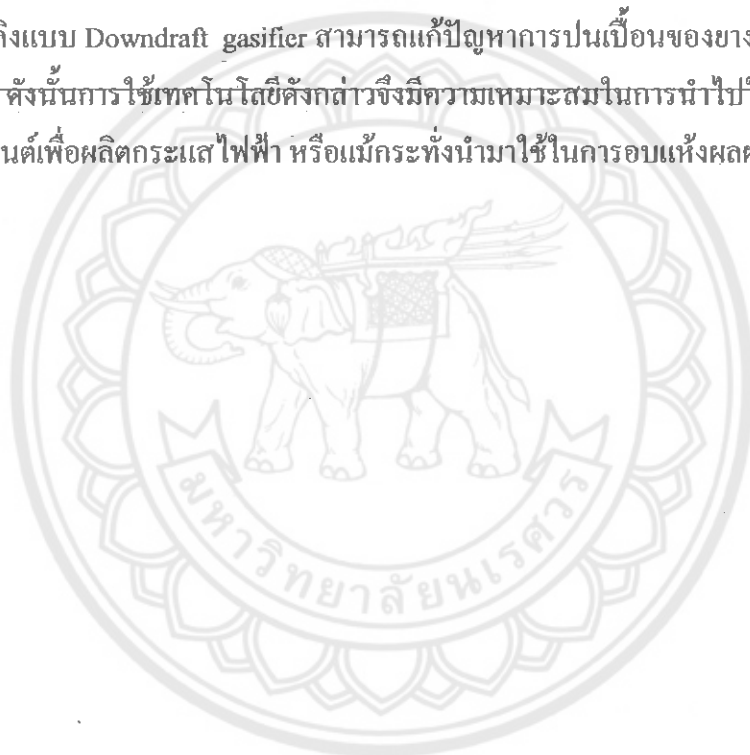 แบบ Downdraft gasifier สามารถแก้ปัญหาการปนเปื้อนของยาง
ดังนั้นการใช้เทคโนโลยีดังกล่าวจึงมีความเหมาะสมในการนำไป
เพื่อผลิตกระแสไฟฟ้า หรือแม้กระทั่งนำมาใช้ในการอบแห้ง
มหาวิทยาลัยนเรศวร